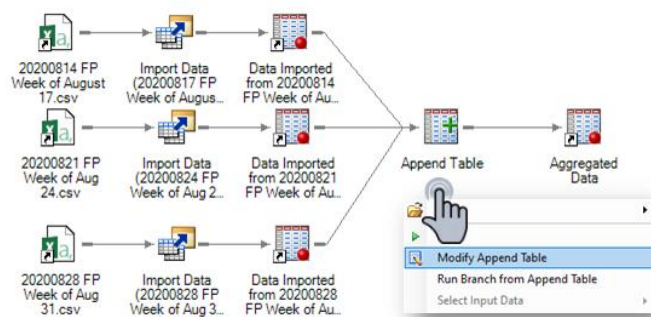 20200814 FP
Week of August
17.csv
Import Data
(20200817 FP
Week of Augus...
Data Imported
from 20200814
FP Week of Au...
20200821 FP
Week of Aug
24.csv
Import Data
(20200824 FP
Week of Aug 2...
Data Imported
from 20200821
FP Week of Au...
Append Table
Aggregated
Data
20200828 FP
Week of Aug
31.csv
Import Data
(20200828 FP
Week of Aug 3...
Data Imported
from 20200828
FP Week of Au...
Modify Append Table
Run Branch from Append Table
Select Input Data